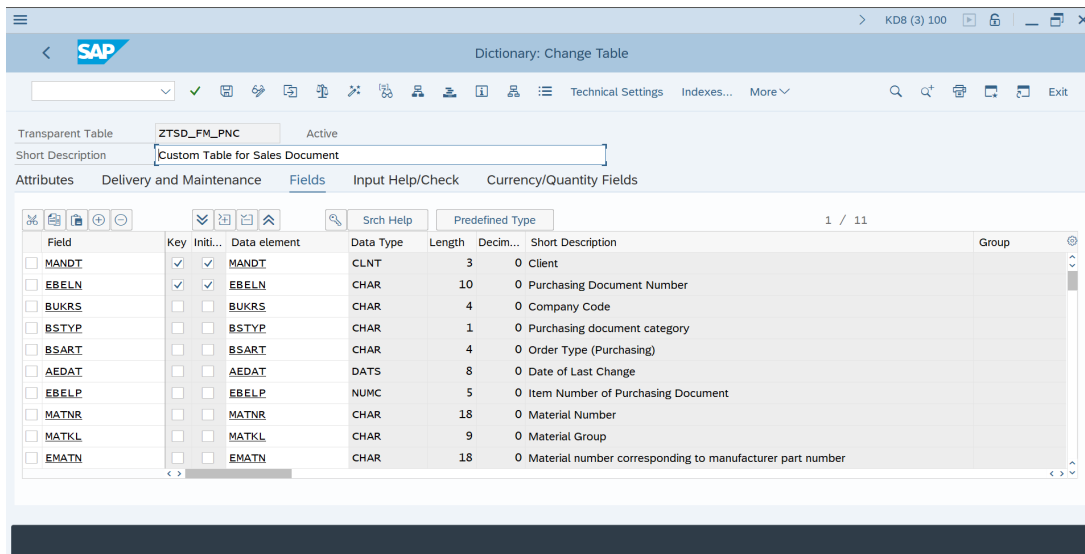 KD8 (3) 100
SAP
Dictionary: Change Table
Technical Settings Indexes... More Exit
Transparent Table ZTSD_FM_PNC Active
Short Description Custom Table for Sales Document
Attributes Delivery and Maintenance Fields Input Help/Check Currency/Quantity Fields
Srch Help Predefined Type 1 / 11
Field Key Initi... Data element Data Type Length Decim... Short Description Group
MANDT MANDT CLNT 3 0 Client
EBELN EBELN CHAR 10 0 Purchasing Document Number
BUKRS BUKRS CHAR 4 0 Company Code
BSTYP BSTYP CHAR 1 0 Purchasing document category
BSART BSART CHAR 4 0 Order Type (Purchasing)
AEDAT AEDAT DATS 8 0 Date of Last Change
EBELP EBELP NUMC 5 0 Item Number of Purchasing Document
MATNR MATNR CHAR 18 0 Material Number
MATKL MATKL CHAR 9 0 Material Group
EMATN EMATN CHAR 18 0 Material number corresponding to manufacturer part number